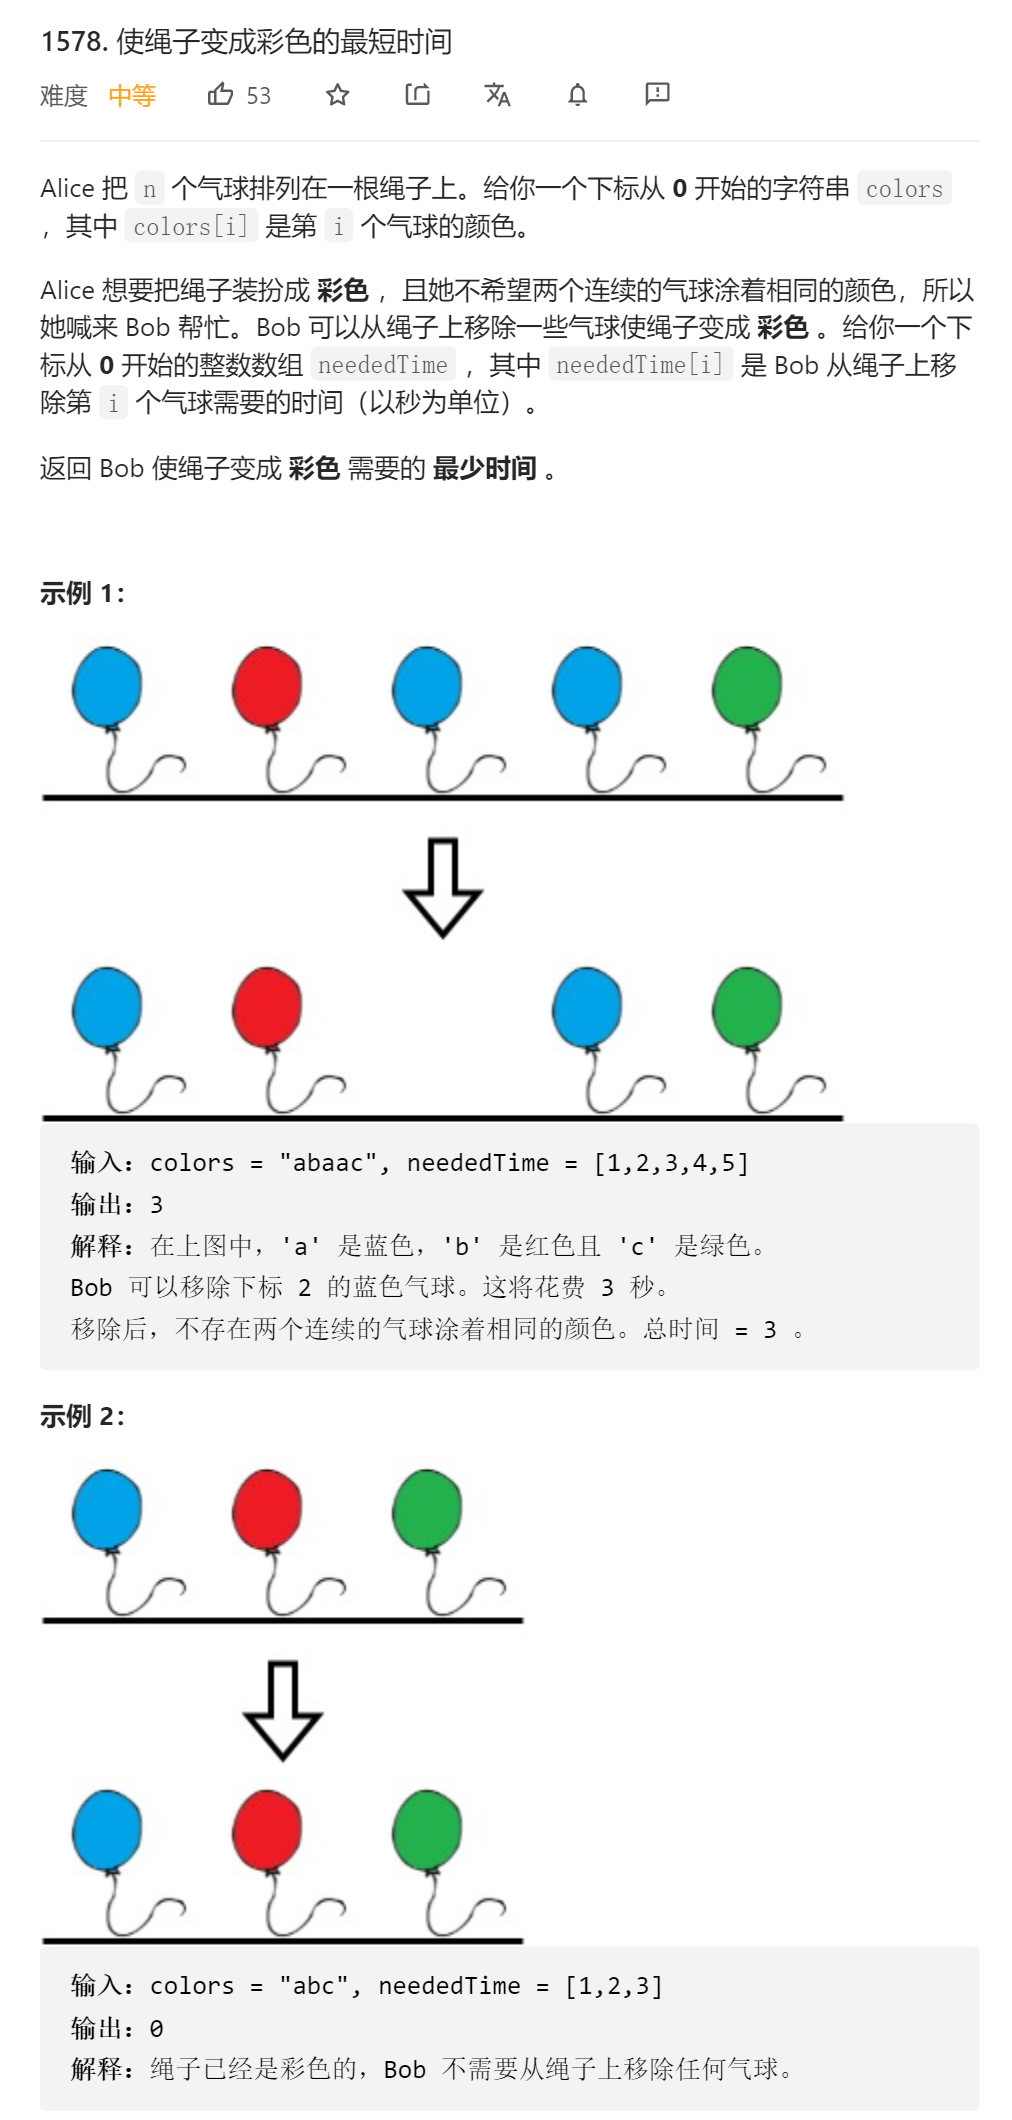 1578. 使绳子变成彩色的最短时间
难度 中等 53
Alice 把 n 个气球排列在一根绳子上。给你一个下标从 0 开始的字符串 colors
，其中 colors[i] 是第 i 个气球的颜色。
Alice 想要把绳子装扮成 彩色 ，且她不希望两个连续的气球涂着相同的颜色，所以
她喊来 Bob 帮忙。Bob 可以从绳子上移除一些气球使绳子变成 彩色 。给你一个下
标从 0 开始的整数数组 neededTime ，其中 neededTime[i] 是 Bob 从绳子上移
除第 i 个气球需要的时间（以秒为单位）。
返回 Bob 使绳子变成 彩色 需要的 最少时间 。
示例 1：
输入：colors = "abaac", neededTime = [1,2,3,4,5]
输出：3
解释：在上图中，'a' 是蓝色，'b' 是红色且 'c' 是绿色。
Bob 可以移除下标 2 的蓝色气球。这将花费 3 秒。
移除后，不存在两个连续的气球涂着相同的颜色。总时间 = 3 。
示例 2：
输入：colors = "abc", neededTime = [1,2,3]
输出：0
解释：绳子已经是彩色的，Bob 不需要从绳子上移除任何气球。